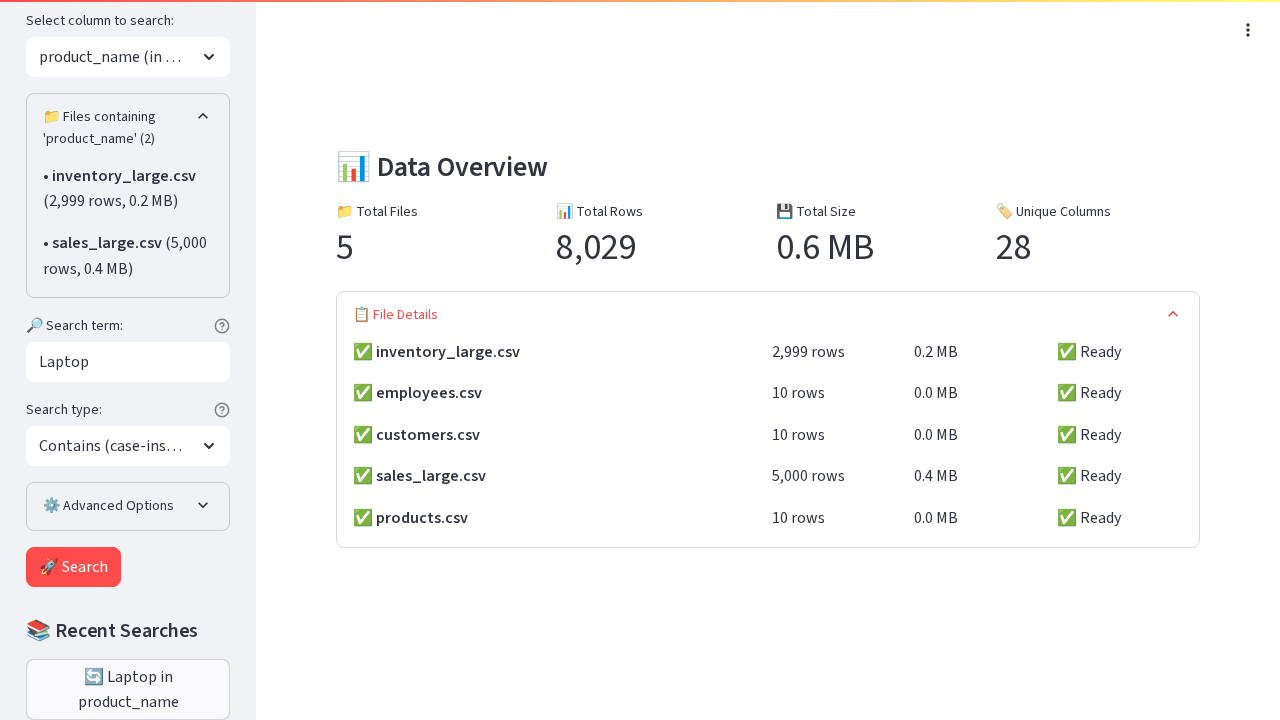 Select column to search:
product_name (in …
📁 Files containing
'product_name' (2)
• inventory_large.csv
(2,999 rows, 0.2 MB)
• sales_large.csv (5,000
rows, 0.4 MB)
🔎 Search term:
Laptop
Search type:
Contains (case-ins…
⚙️ Advanced Options
🚀 Search
📚 Recent Searches
🔄 Laptop in
product_name
📊 Data Overview
📁 Total Files
5
📊 Total Rows
8,029
💾 Total Size
0.6 MB
🏷️ Unique Columns
28
📋 File Details
✅ inventory_large.csv 2,999 rows 0.2 MB ✅ Ready
✅ employees.csv 10 rows 0.0 MB ✅ Ready
✅ customers.csv 10 rows 0.0 MB ✅ Ready
✅ sales_large.csv 5,000 rows 0.4 MB ✅ Ready
✅ products.csv 10 rows 0.0 MB ✅ Ready